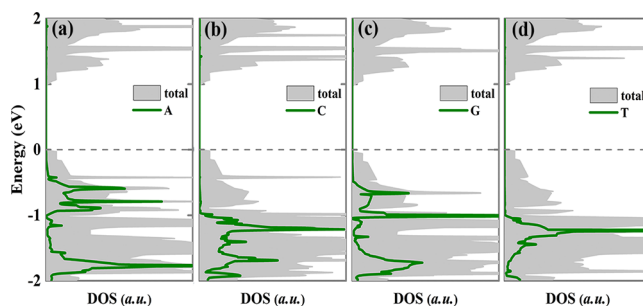 (a) (b) (c) (d)
total total total total
A C G T
Energy (eV)
2
1
0
-1
-2
DOS (a.u.) DOS (a.u.) DOS (a.u.) DOS (a.u.)